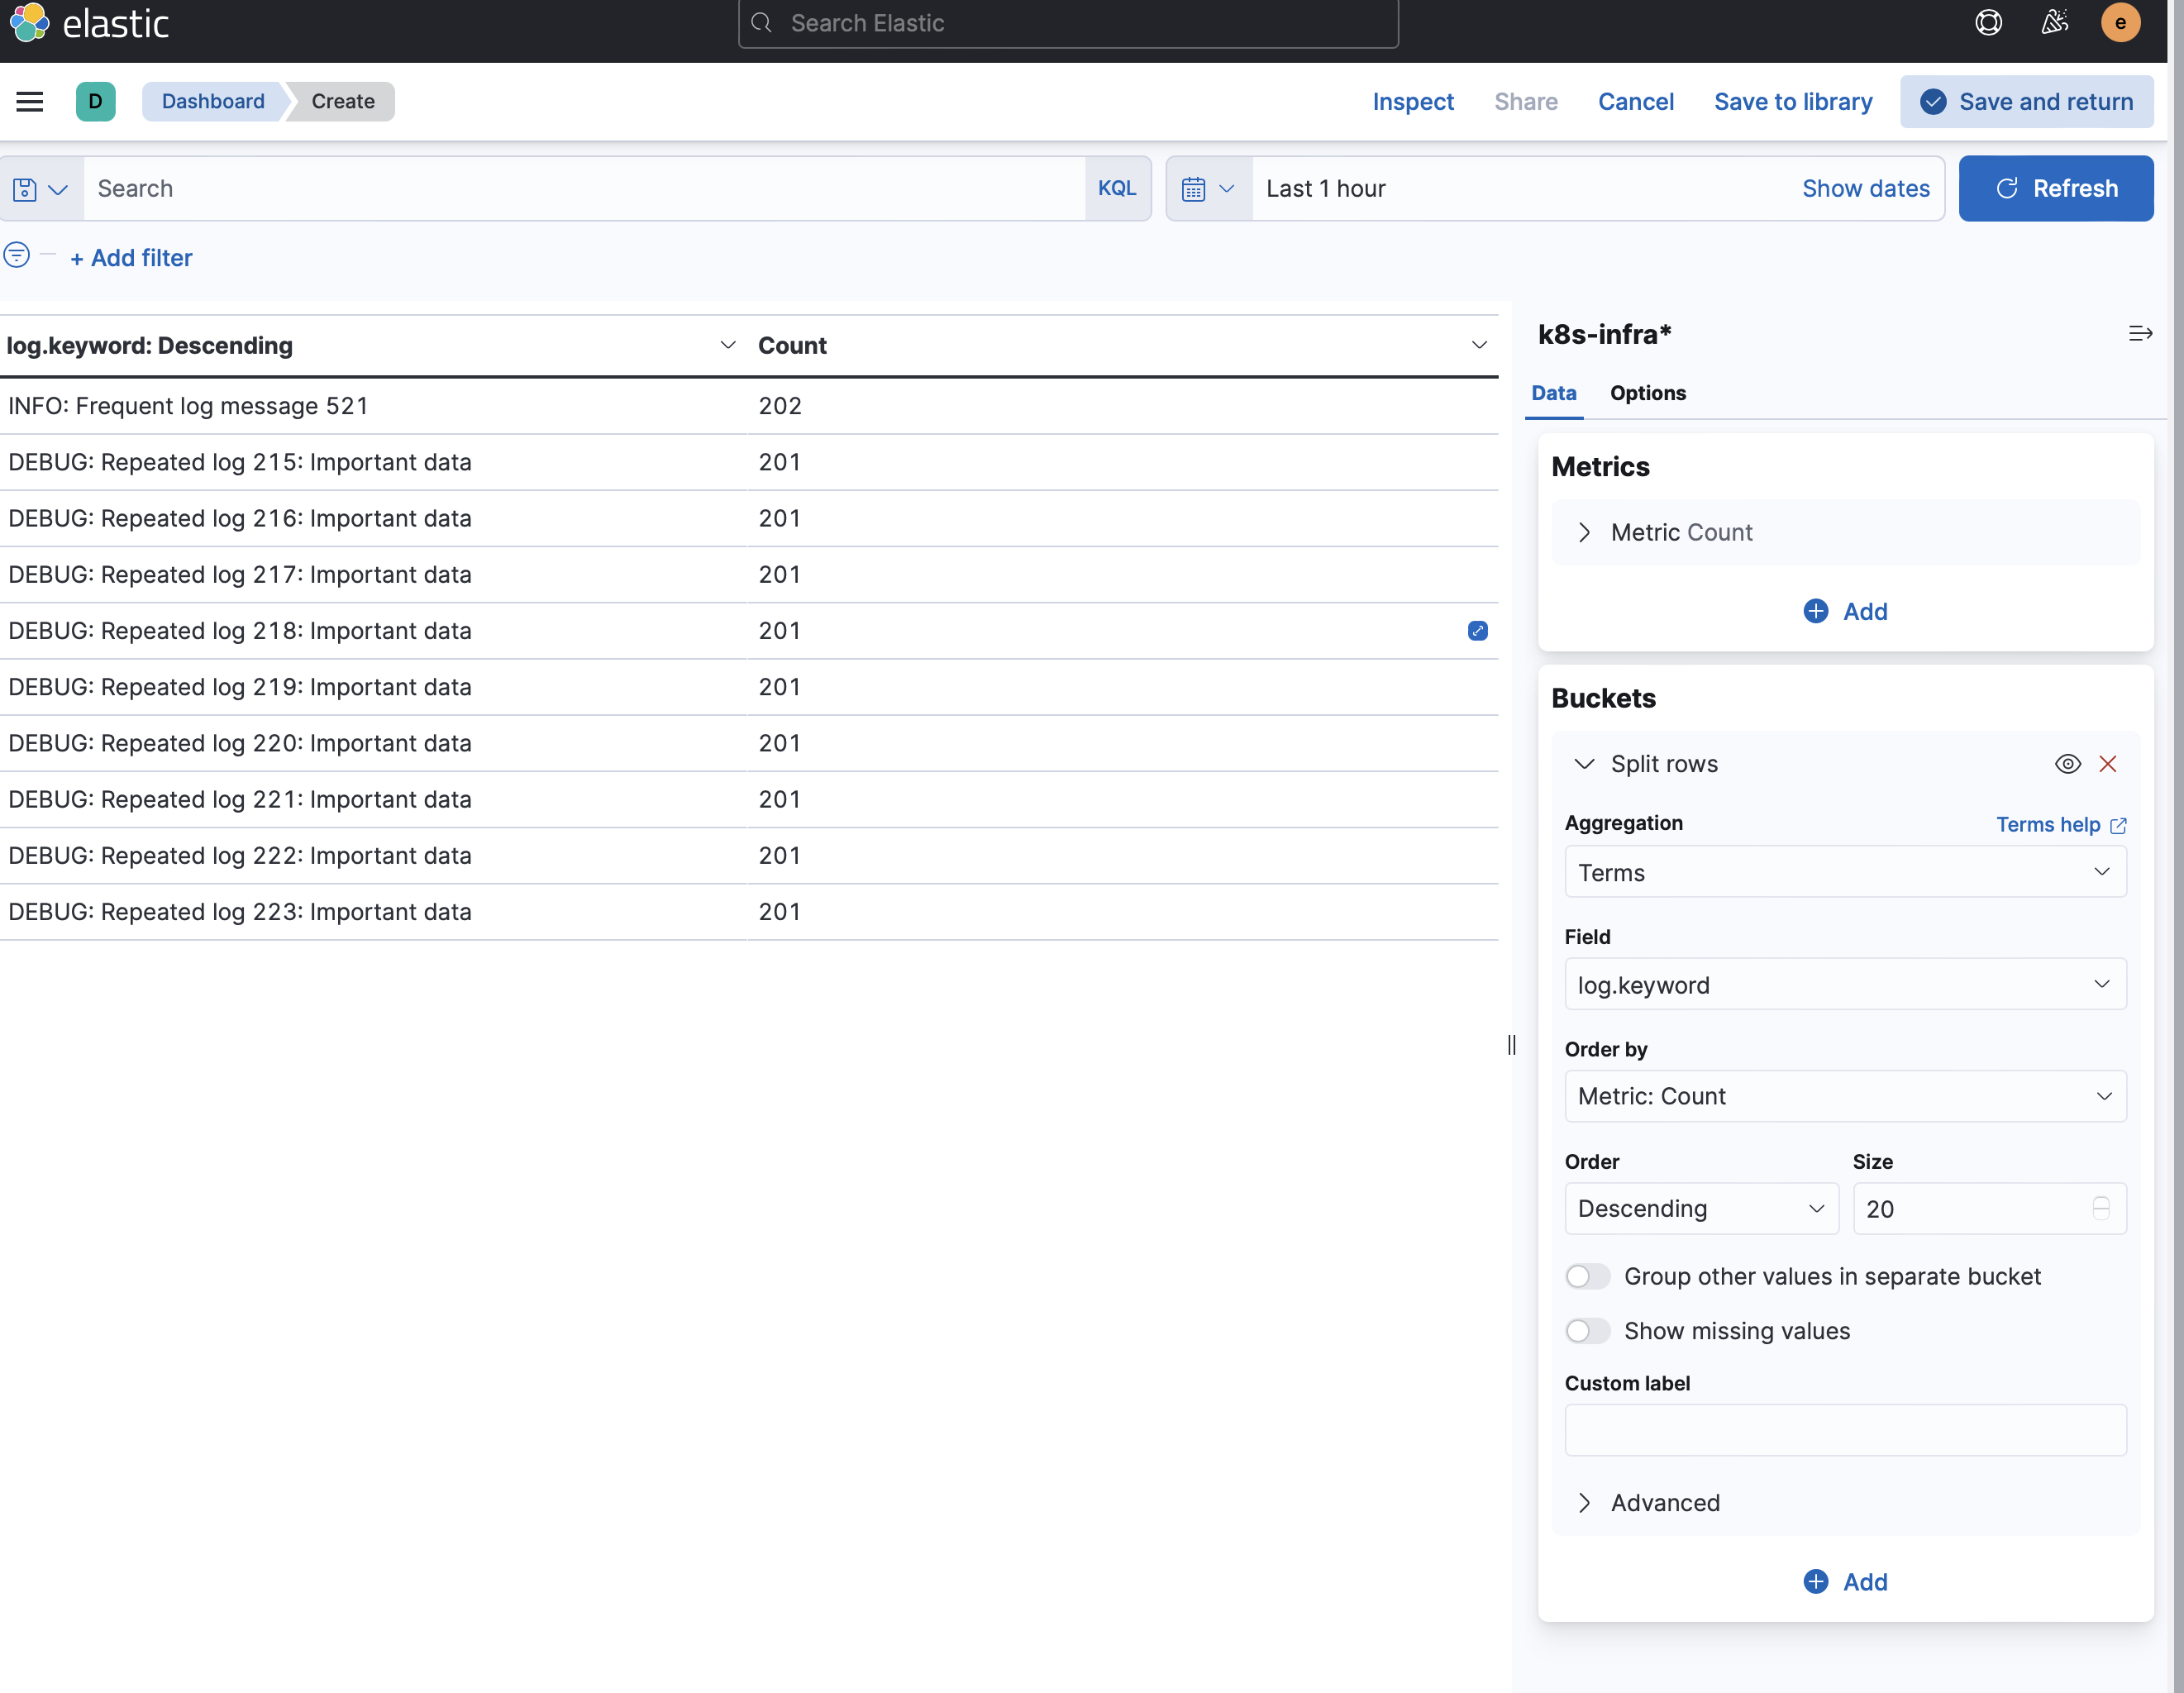 elastic
Search Elastic
e
D
Dashboard
Create
Inspect
Share
Cancel
Save to library
Save and return
Search
KQL
Last 1 hour
Show dates
Refresh
+ Add filter
log.keyword: Descending
Count
INFO: Frequent log message 521
202
DEBUG: Repeated log 215: Important data
201
DEBUG: Repeated log 216: Important data
201
DEBUG: Repeated log 217: Important data
201
DEBUG: Repeated log 218: Important data
201
DEBUG: Repeated log 219: Important data
201
DEBUG: Repeated log 220: Important data
201
DEBUG: Repeated log 221: Important data
201
DEBUG: Repeated log 222: Important data
201
DEBUG: Repeated log 223: Important data
201
k8s-infra*
Data
Options
Metrics
Metric Count
Add
Buckets
Split rows
Aggregation
Terms help
Terms
Field
log.keyword
Order by
Metric: Count
Order
Size
Descending
20
Group other values in separate bucket
Show missing values
Custom label
Advanced
Add